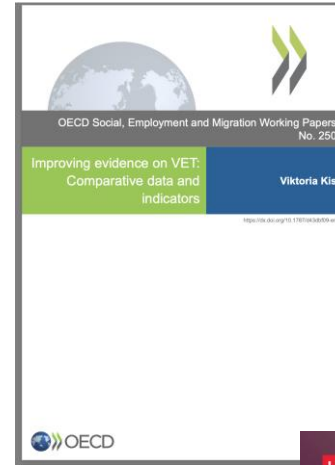 OECD Social, Employment and Migration Working Papers
No. 250
Improving evidence on VET:
Comparative data and
indicators
Viktoria Kis
OECD